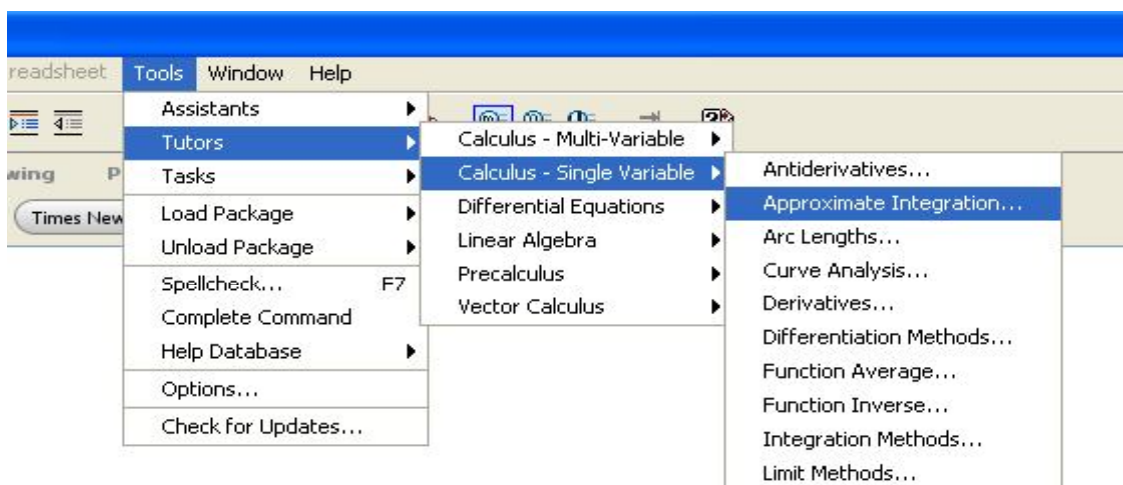 readsheet Tools Window Help
Assistants
Tutors
Tasks
Load Package
Unload Package
Spellcheck... F7
Complete Command
Help Database
Options...
Check for Updates...
wing P
Times New
Calculus - Multi-Variable
Calculus - Single Variable
Differential Equations
Linear Algebra
Precalculus
Vector Calculus
Antiderivatives...
Approximate Integration...
Arc Lengths...
Curve Analysis...
Derivatives...
Differentiation Methods...
Function Average...
Function Inverse...
Integration Methods...
Limit Methods...